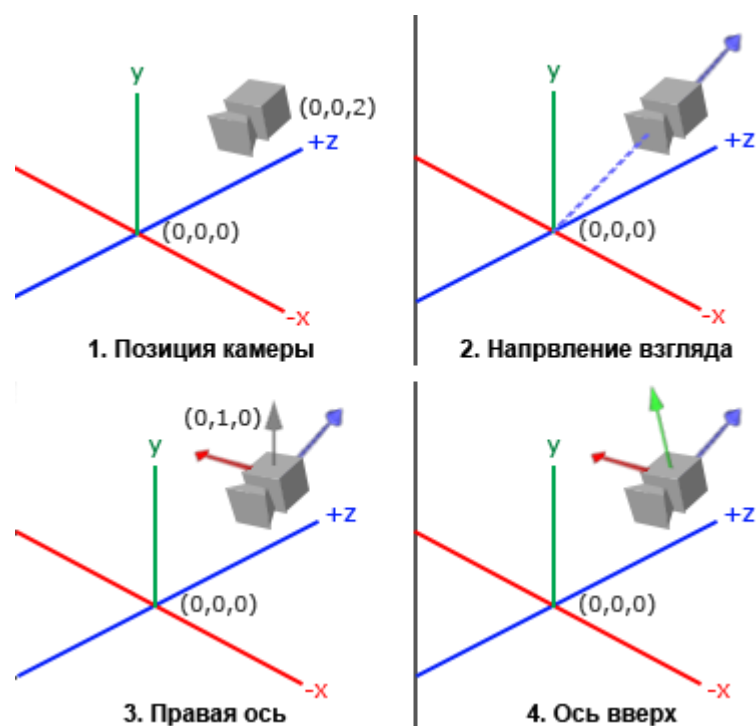 y
(0,0,2)
+z
(0,0,0)
-x
1. Позиция камеры
y
+z
(0,0,0)
-x
2. Напрвление взгляда
(0,1,0)
y
+z
(0,0,0)
-x
3. Правая ось
y
+z
(0,0,0)
-x
4. Ось вверх